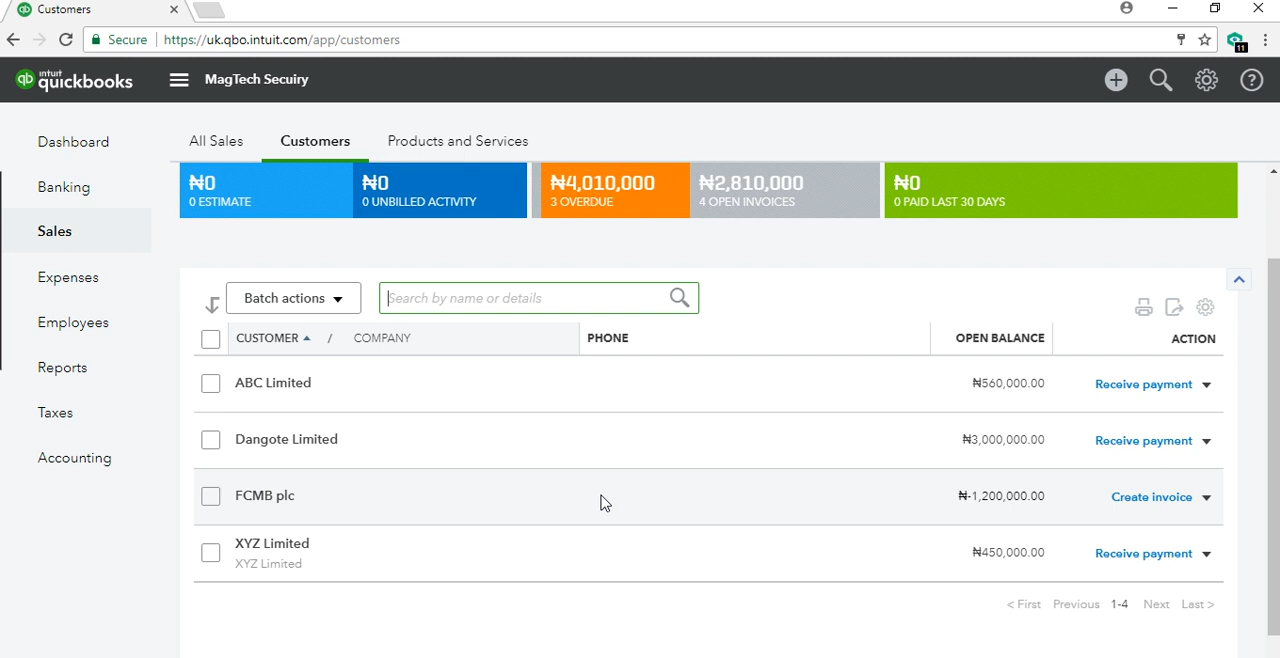 Customers
Secure https://uk.qbo.intuit.com/app/customers
11
qb intuit quickbooks MagTech Secuiry
Dashboard
Banking
Sales
Expenses
Employees
Reports
Taxes
Accounting
All Sales Customers Products and Services
₦0
0 ESTIMATE
₦0
0 UNBILLED ACTIVITY
₦4,010,000
3 OVERDUE
₦2,810,000
4 OPEN INVOICES
₦0
0 PAID LAST 30 DAYS
Batch actions Search by name or details
CUSTOMER / COMPANY PHONE OPEN BALANCE ACTION
ABC Limited ₦560,000.00 Receive payment
Dangote Limited ₦3,000,000.00 Receive payment
FCMB plc ₦-1,200,000.00 Create invoice
XYZ Limited ₦450,000.00 Receive payment
XYZ Limited
< First Previous 1-4 Next Last >